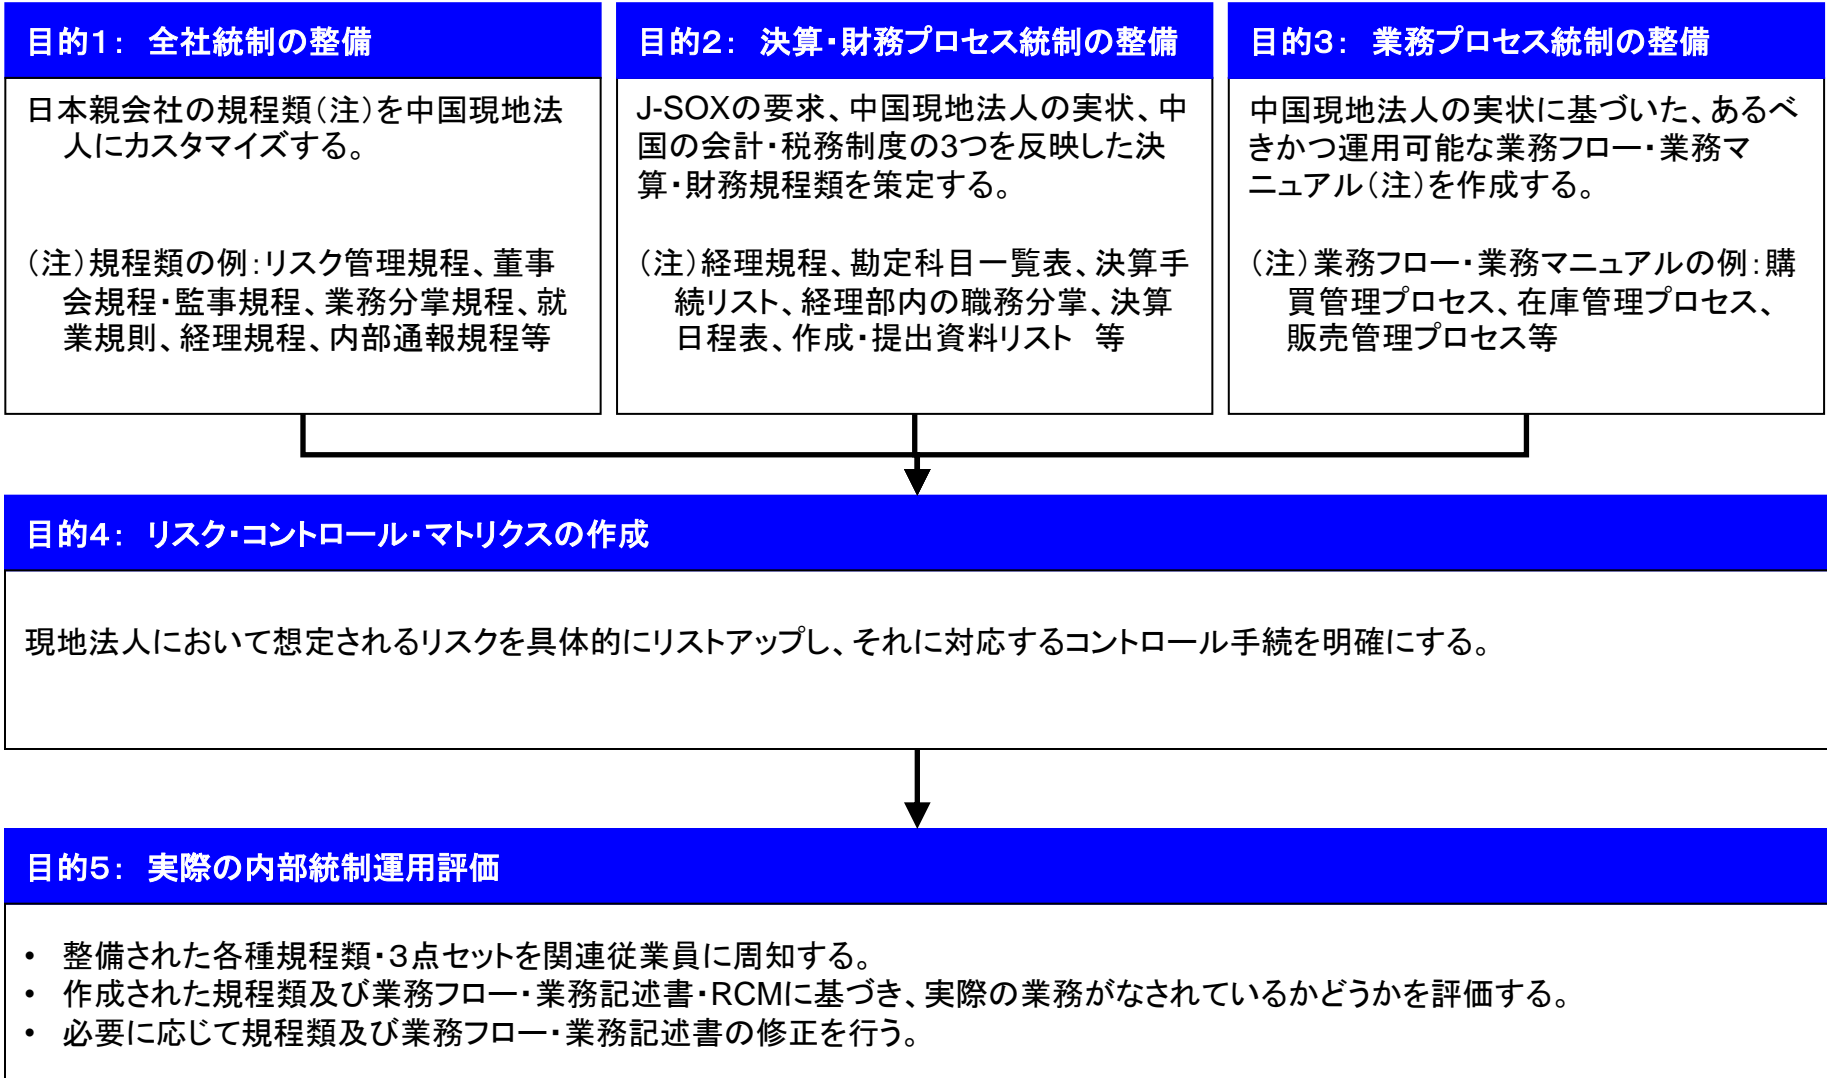 目的1： 全社統制の整備
日本親会社の規程類（注）を中国現地法
人にカスタマイズする。
（注）規程類の例：リスク管理規程、董事
会規程・監事規程、業務分掌規程、就
業規則、経理規程、内部通報規程等
目的2： 決算・財務プロセス統制の整備
J-SOXの要求、中国現地法人の実状、中
国の会計・税務制度の3つを反映した決
算・財務規程類を策定する。
（注）経理規程、勘定科目一覧表、決算手
続リスト、経理部内の職務分掌、決算
日程表、作成・提出資料リスト 等
目的3： 業務プロセス統制の整備
中国現地法人の実状に基づいた、あるべ
きかつ運用可能な業務フロー・業務マ
ニュアル（注）を作成する。
（注）業務フロー・業務マニュアルの例：購
買管理プロセス、在庫管理プロセス、
販売管理プロセス等
目的4： リスク・コントロール・マトリクスの作成
現地法人において想定されるリスクを具体的にリストアップし、それに対応するコントロール手続を明確にする。
目的5： 実際の内部統制運用評価
• 整備された各種規程類・3点セットを関連従業員に周知する。
• 作成された規程類及び業務フロー・業務記述書・RCMに基づき、実際の業務がなされているかどうかを評価する。
• 必要に応じて規程類及び業務フロー・業務記述書の修正を行う。